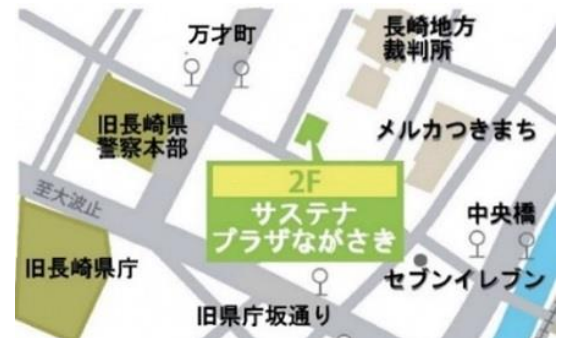 万才町
長崎地方
裁判所
旧長崎県
警察本部
メルカつきまち
2F
サステナ
プラザながさき
至大波止
中央橋
旧長崎県庁
セブンイレブン
旧県庁坂通り